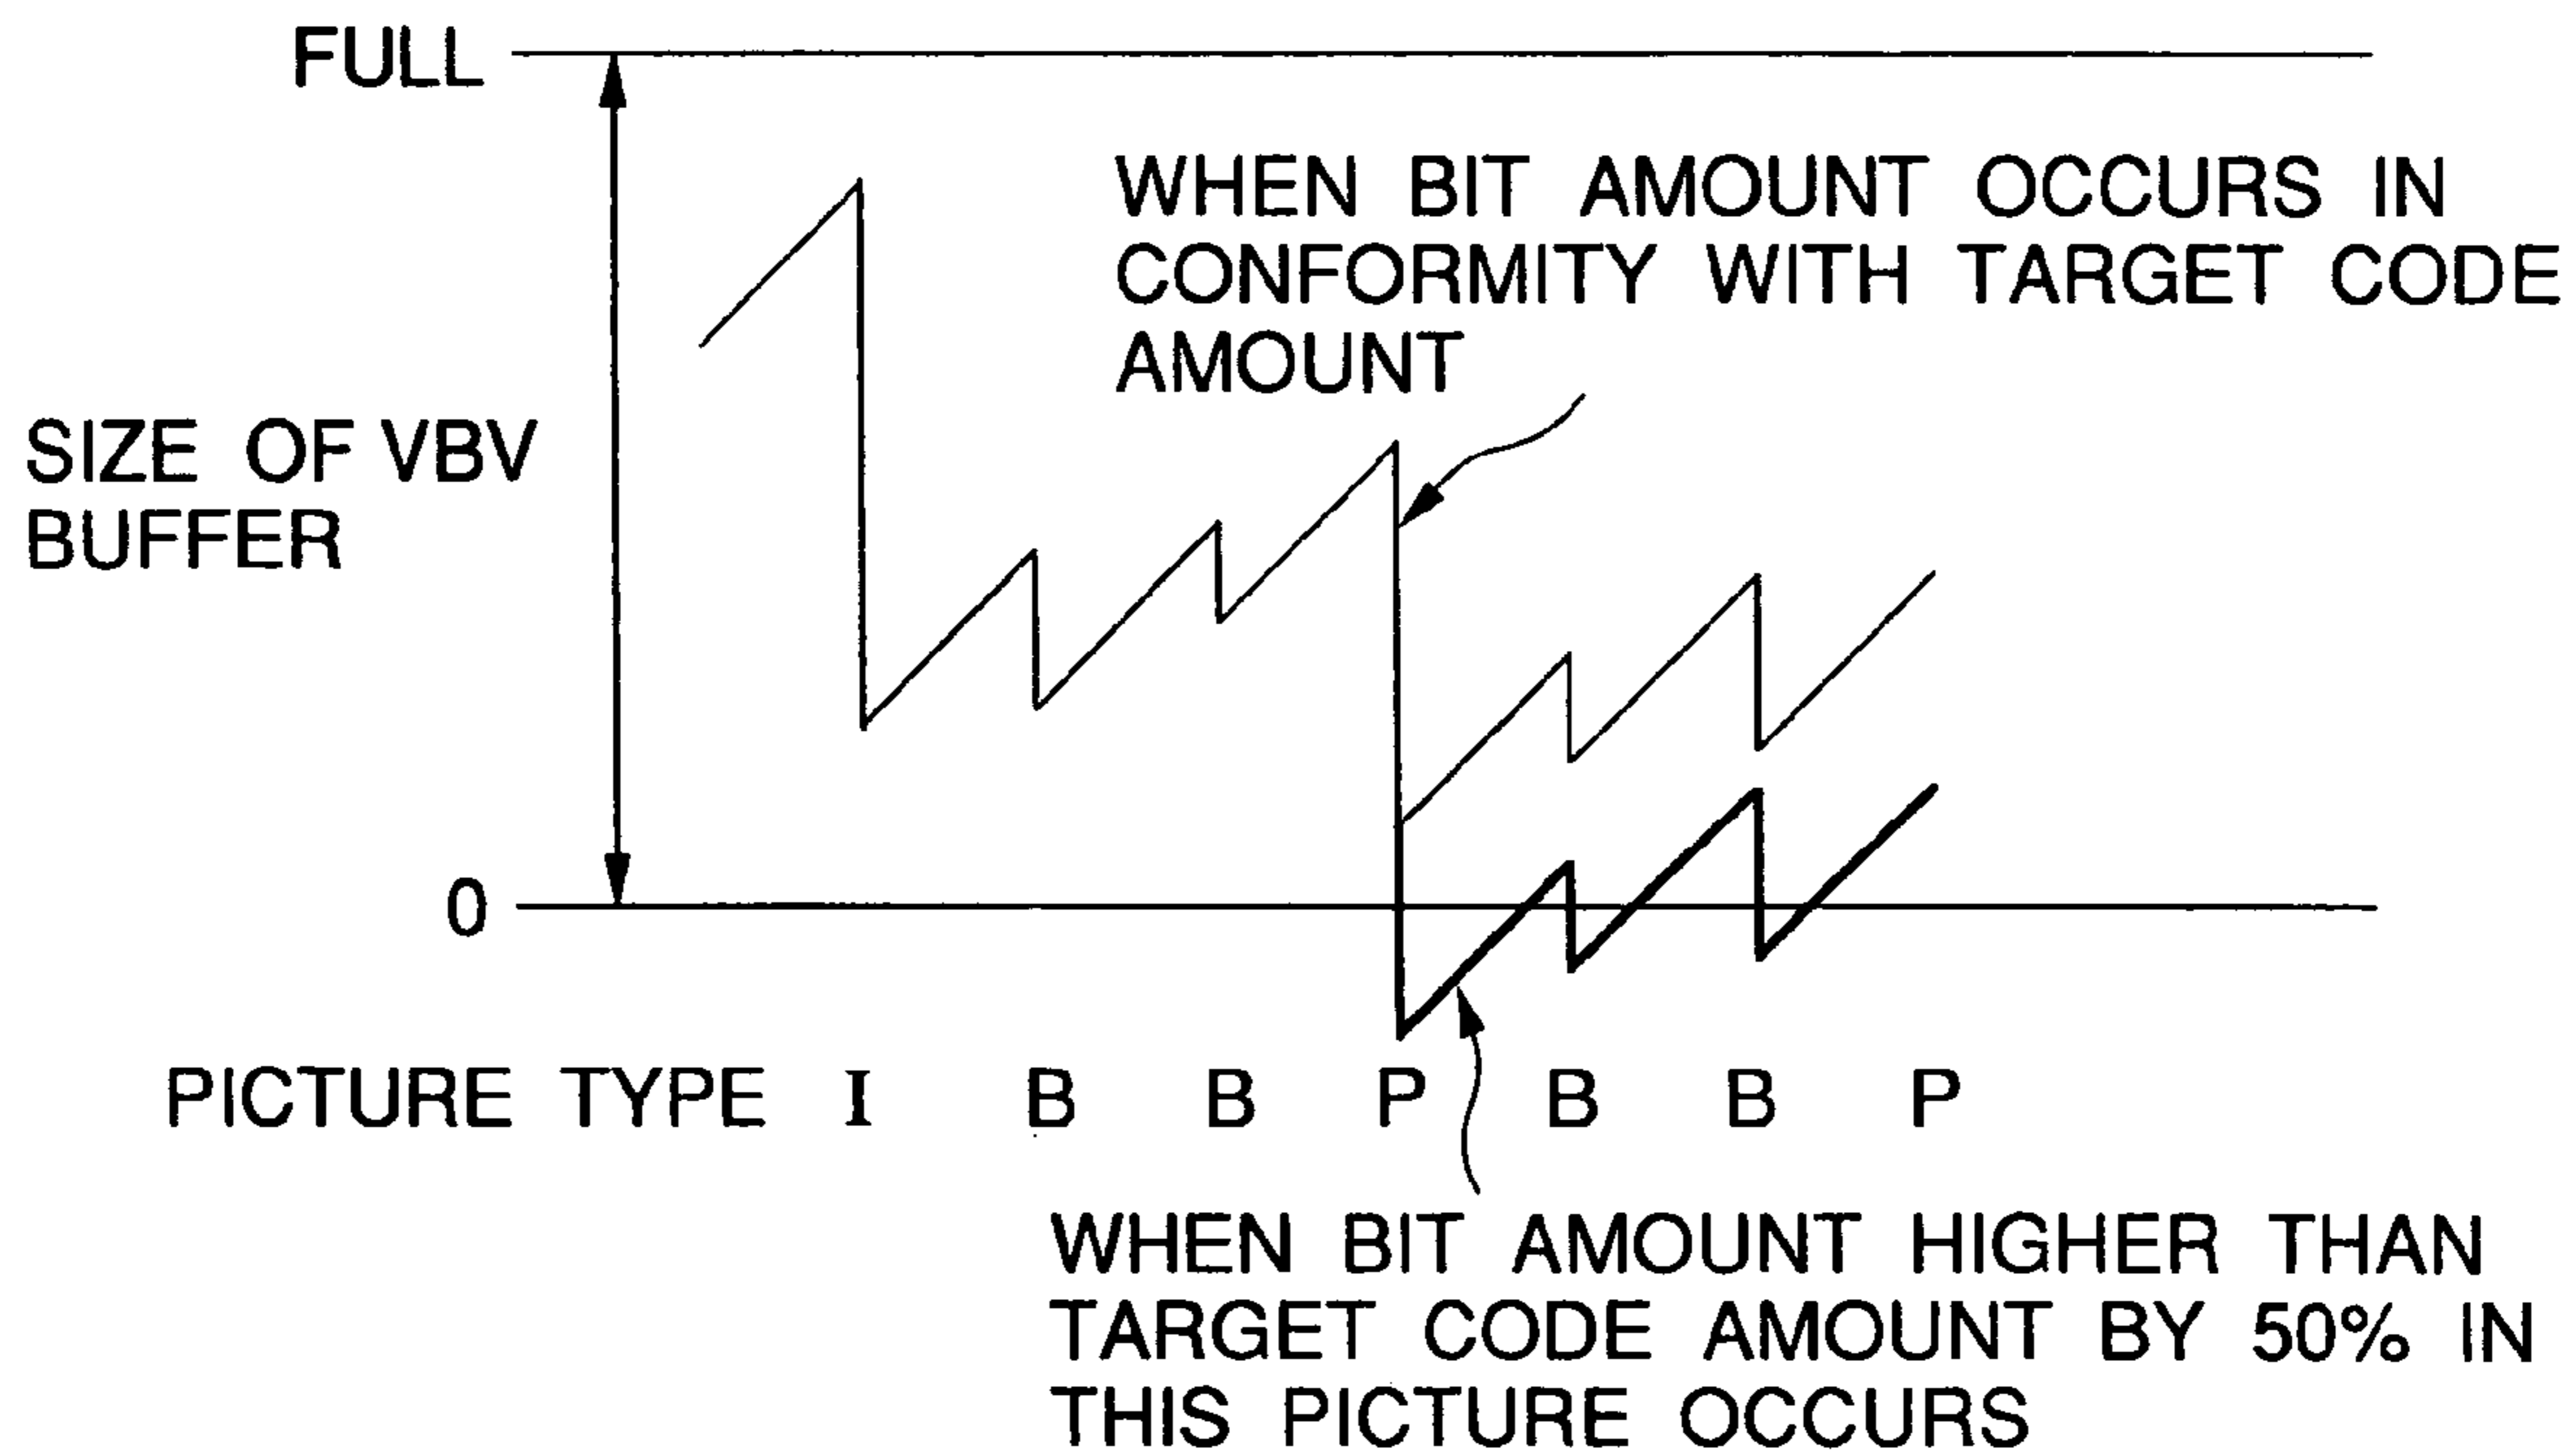 FULL
WHEN BIT AMOUNT OCCURS IN
CONFORMITY WITH TARGET CODE
AMOUNT
SIZE OF VBV
BUFFER
0
PICTURE TYPE I B B P B B P
WHEN BIT AMOUNT HIGHER THAN
TARGET CODE AMOUNT BY 50% IN
THIS PICTURE OCCURS